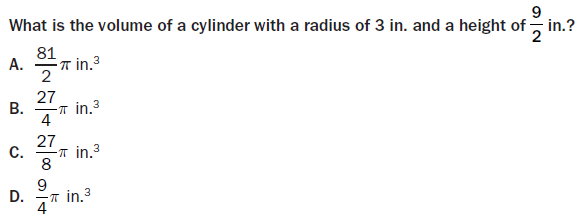 What is the volume of a cylinder with a radius of 3 in. and a height of 9/2 in.?
A. 81/2 π in.³
B. 27/4 π in.³
C. 27/8 π in.³
D. 9/4 π in.³